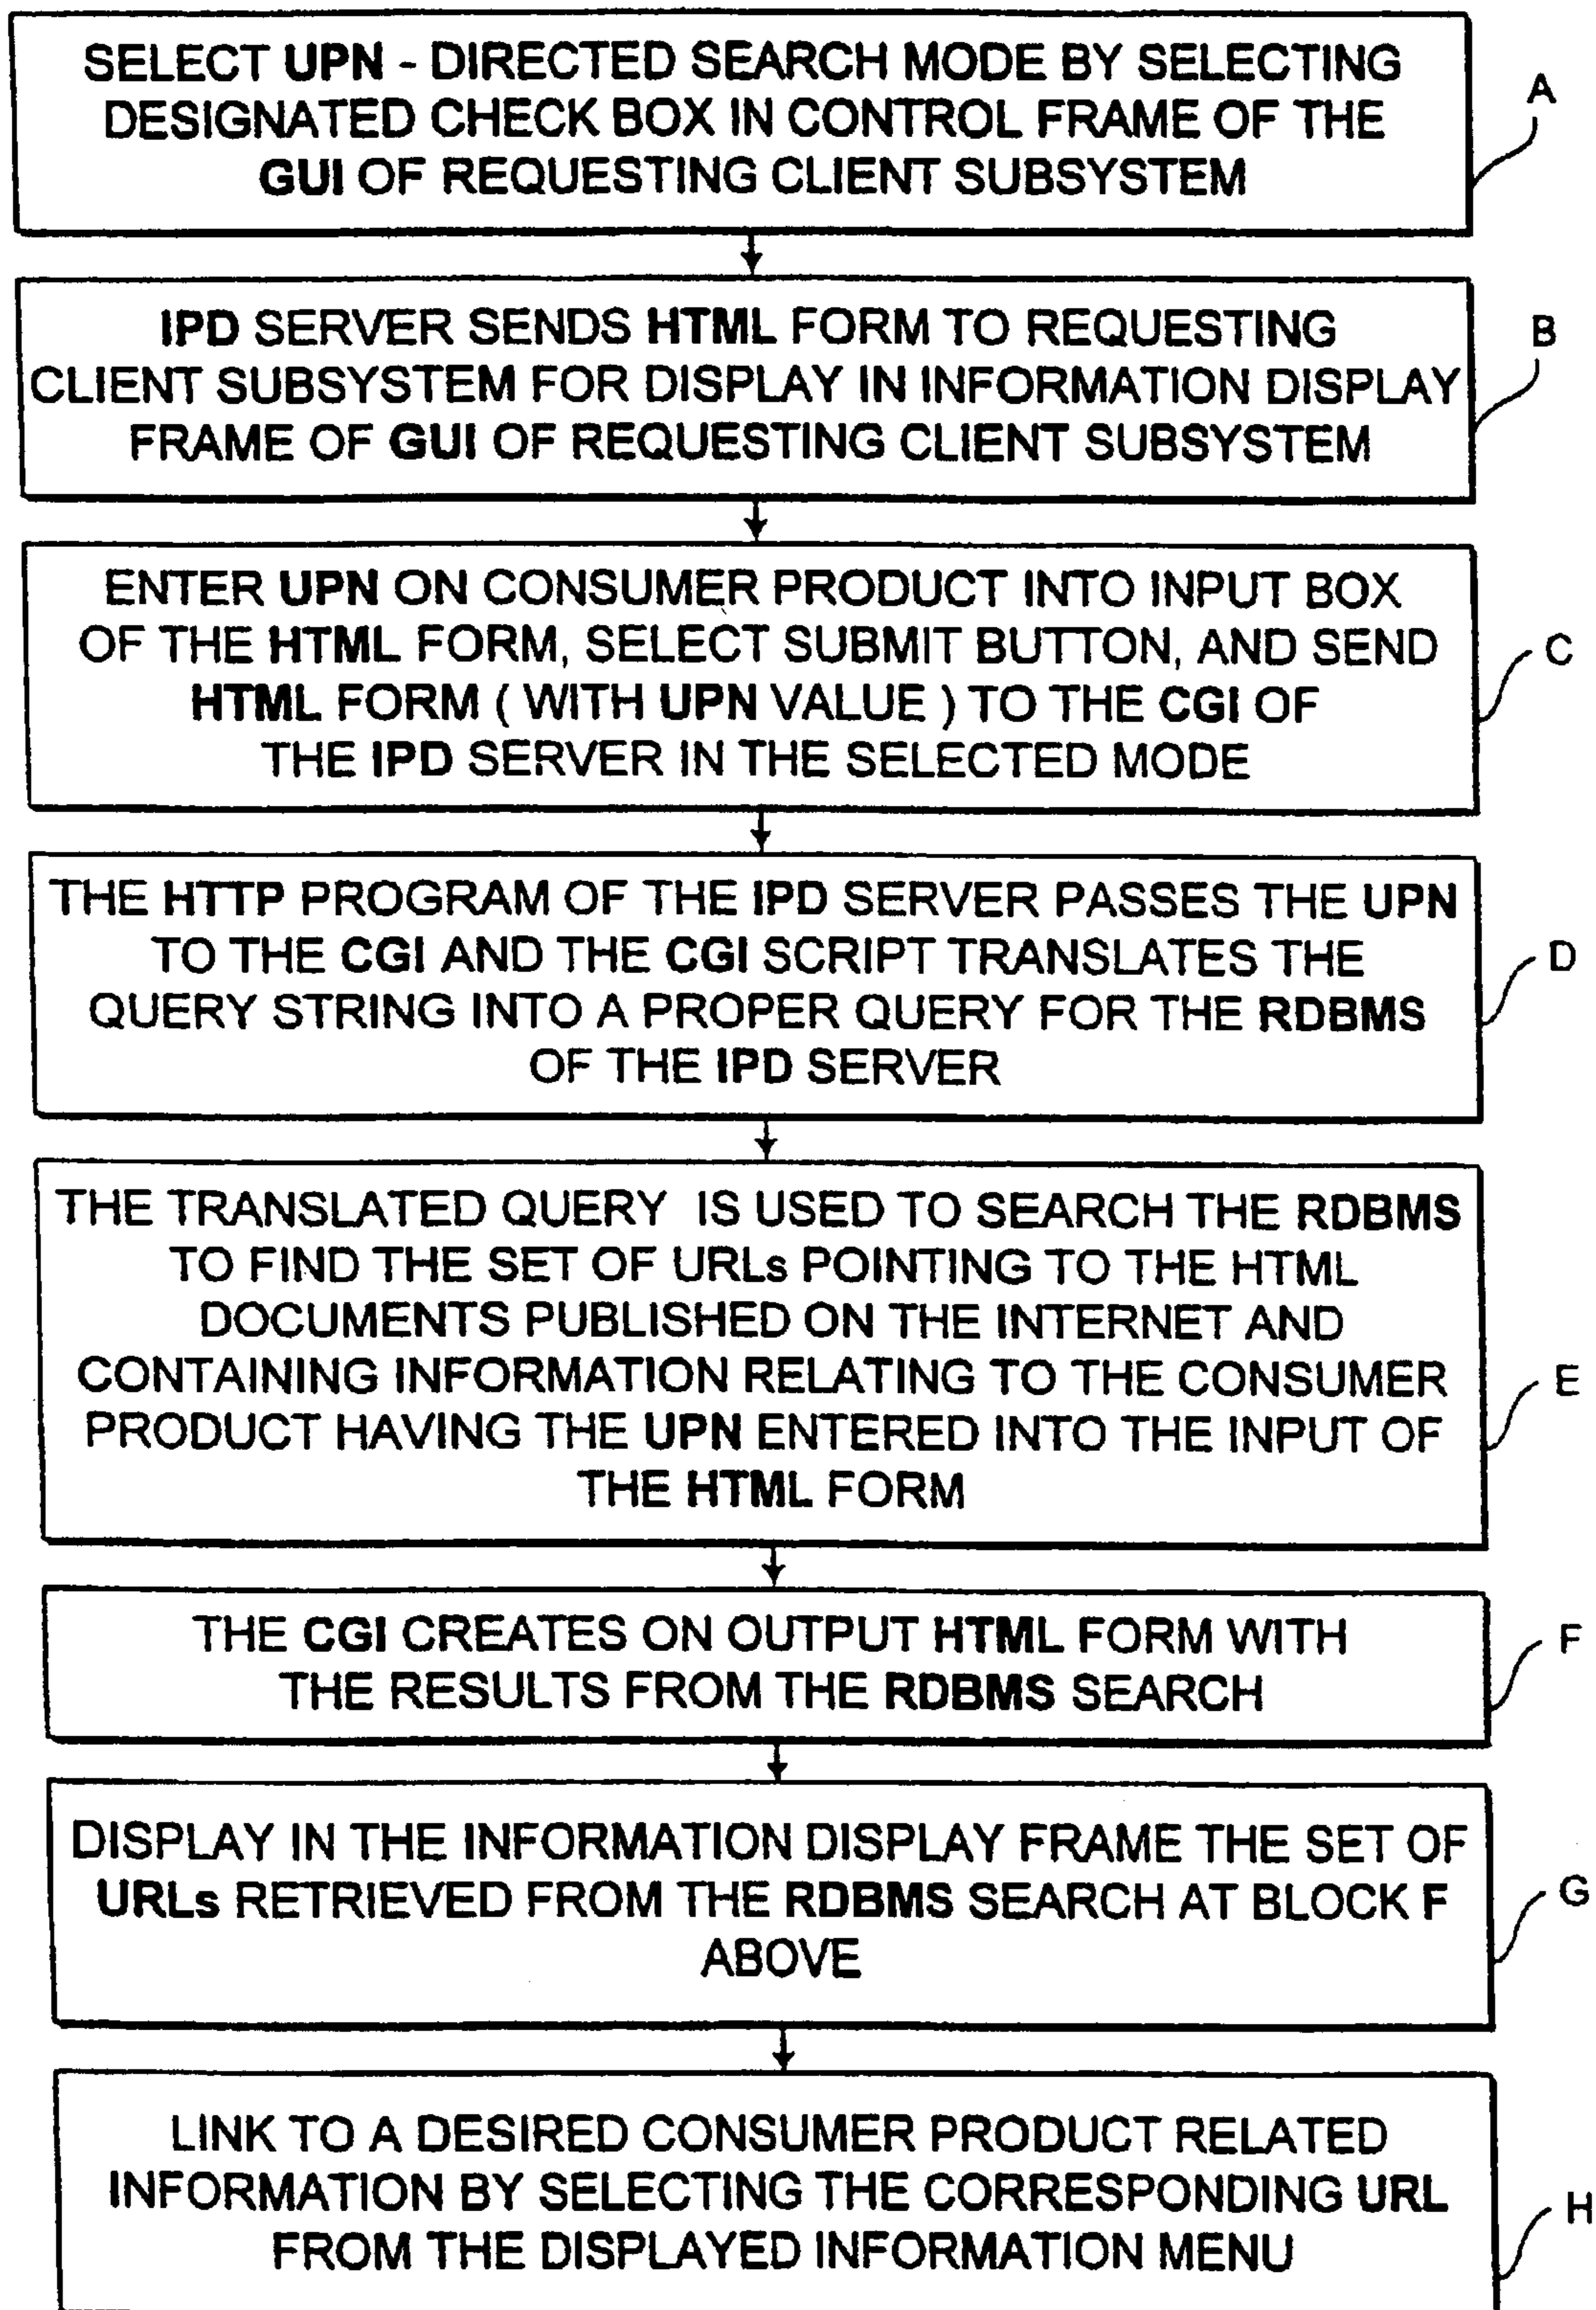 SELECT UPN - DIRECTED SEARCH MODE BY SELECTING
DESIGNATED CHECK BOX IN CONTROL FRAME OF THE
GUI OF REQUESTING CLIENT SUBSYSTEM
A
IPD SERVER SENDS HTML FORM TO REQUESTING
CLIENT SUBSYSTEM FOR DISPLAY IN INFORMATION DISPLAY
FRAME OF GUI OF REQUESTING CLIENT SUBSYSTEM
B
ENTER UPN ON CONSUMER PRODUCT INTO INPUT BOX
OF THE HTML FORM, SELECT SUBMIT BUTTON, AND SEND
HTML FORM ( WITH UPN VALUE ) TO THE CGI OF
THE IPD SERVER IN THE SELECTED MODE
C
THE HTTP PROGRAM OF THE IPD SERVER PASSES THE UPN
TO THE CGI AND THE CGI SCRIPT TRANSLATES THE
QUERY STRING INTO A PROPER QUERY FOR THE RDBMS
OF THE IPD SERVER
D
THE TRANSLATED QUERY IS USED TO SEARCH THE RDBMS
TO FIND THE SET OF URLs POINTING TO THE HTML
DOCUMENTS PUBLISHED ON THE INTERNET AND
CONTAINING INFORMATION RELATING TO THE CONSUMER
PRODUCT HAVING THE UPN ENTERED INTO THE INPUT OF
THE HTML FORM
E
THE CGI CREATES ON OUTPUT HTML FORM WITH
THE RESULTS FROM THE RDBMS SEARCH
F
DISPLAY IN THE INFORMATION DISPLAY FRAME THE SET OF
URLs RETRIEVED FROM THE RDBMS SEARCH AT BLOCK F
ABOVE
G
LINK TO A DESIRED CONSUMER PRODUCT RELATED
INFORMATION BY SELECTING THE CORRESPONDING URL
FROM THE DISPLAYED INFORMATION MENU
H